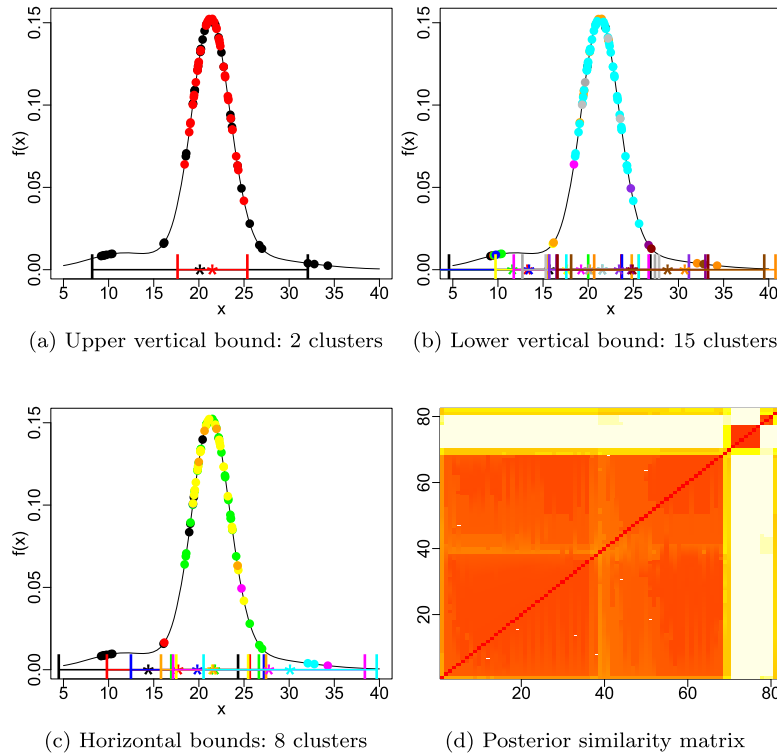 0.15
0.10
f(x)
0.05
0.00
5 10 15 20 25 30 35 40
x
(a) Upper vertical bound: 2 clusters
0.15
0.10
f(x)
0.05
0.00
5 10 15 20 25 30 35 40
x
(b) Lower vertical bound: 15 clusters
0.15
0.10
f(x)
0.05
0.00
5 10 15 20 25 30 35 40
x
(c) Horizontal bounds: 8 clusters
80
60
40
20
20 40 60 80
(d) Posterior similarity matrix